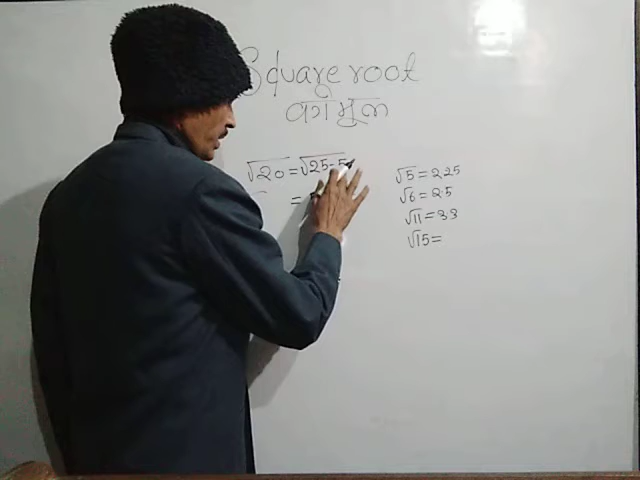 Square root
वर्ग मूल
√20 = √25-5
=
√5 = 2.25
√6 = 2.5
√11 = 3.3
√15 =